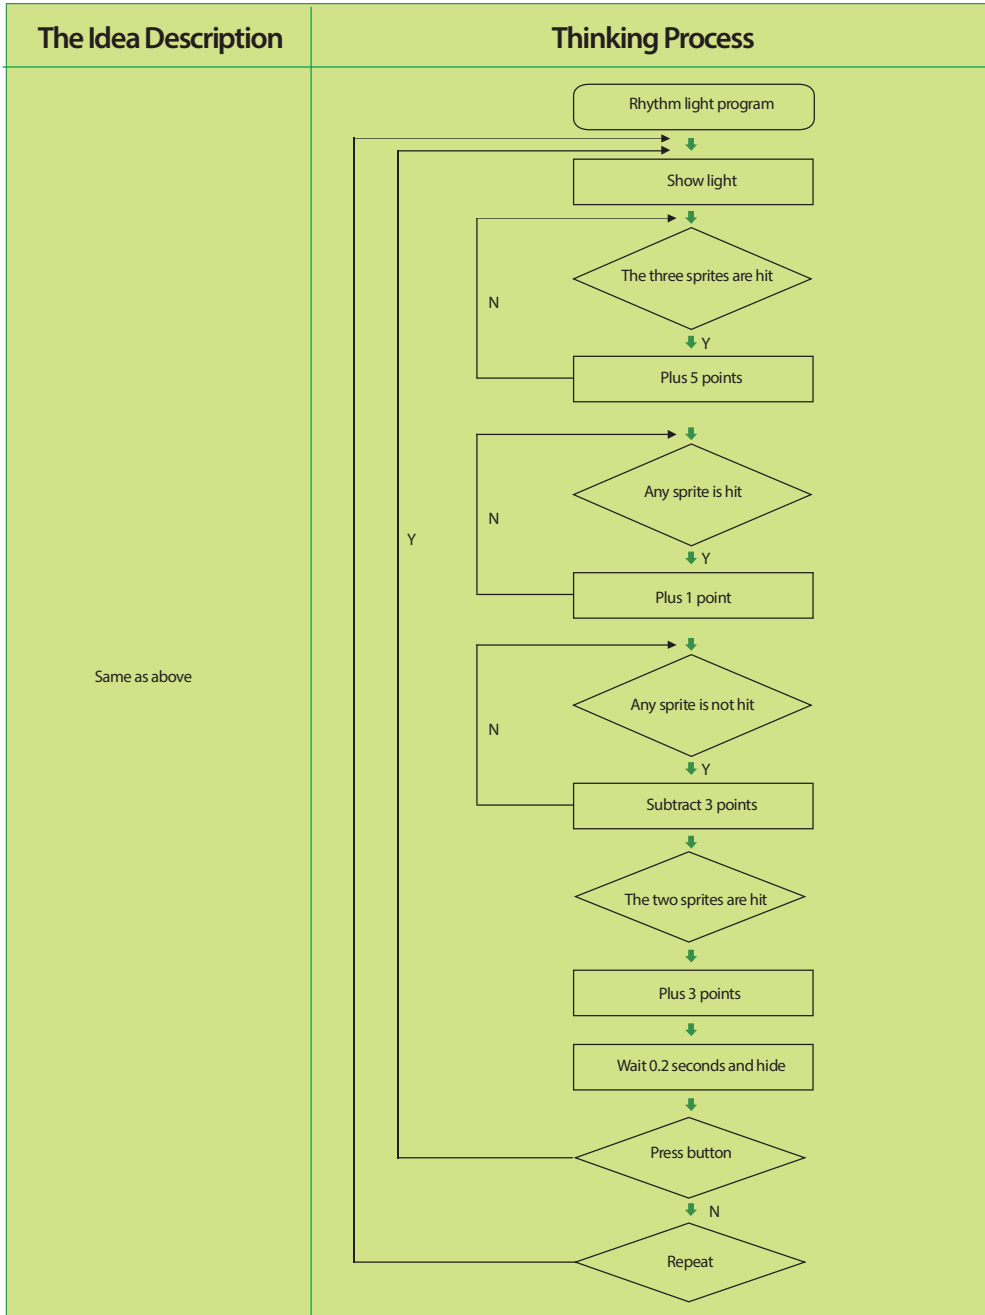 The Idea Description
Thinking Process
Rhythm light program
Show light
The three sprites are hit
N
Y
Plus 5 points
Any sprite is hit
N
Y
Y
Plus 1 point
Same as above
Any sprite is not hit
N
Y
Subtract 3 points
The two sprites are hit
Plus 3 points
Wait 0.2 seconds and hide
Press button
N
Repeat